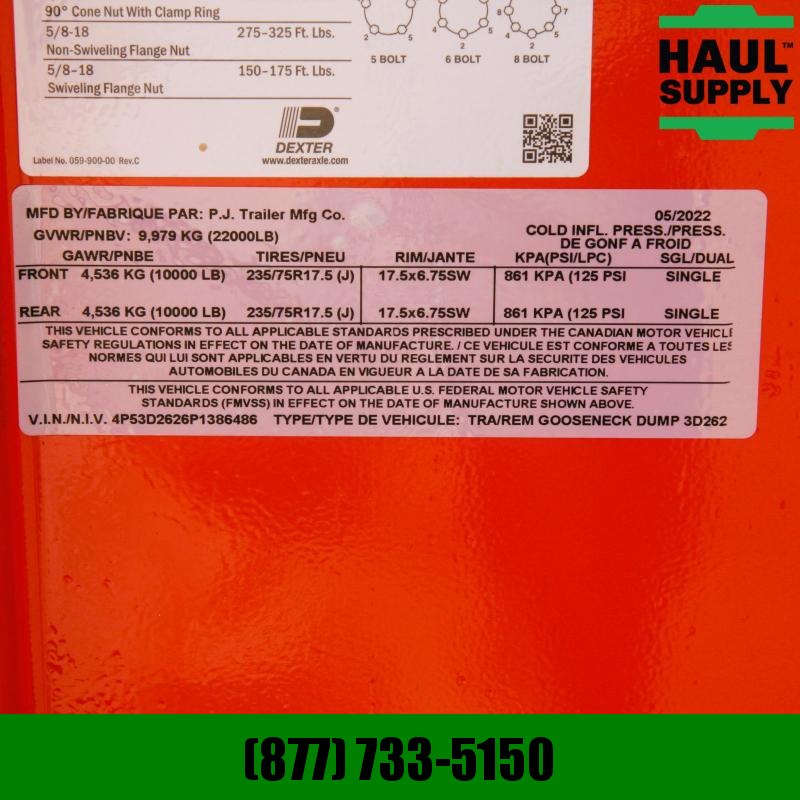 90° Cone Nut With Clamp Ring
5/8-18 275-325 Ft. Lbs.
Non-Swiveling Flange Nut
5/8-18 150-175 Ft. Lbs.
Swiveling Flange Nut
2 5
5 BOLT
2
6 BOLT
8 7
5
2
8 BOLT
DEXTER®
www.dexteraxle.com
Label No. 059-900-00 Rev.C
HAUL™
SUPPLY
MFD BY/FABRIQUE PAR: P.J. Trailer Mfg Co. 05/2022
GVWR/PNBV: 9,979 KG (22000LB) COLD INFL. PRESS./PRESS.
DE GONF A FROID
GAWR/PNBE TIRES/PNEU RIM/JANTE KPA(PSI/LPC) SGL/DUAL
FRONT 4,536 KG (10000 LB) 235/75R17.5 (J) 17.5x6.75SW 861 KPA (125 PSI SINGLE
REAR 4,536 KG (10000 LB) 235/75R17.5 (J) 17.5x6.75SW 861 KPA (125 PSI SINGLE
THIS VEHICLE CONFORMS TO ALL APPLICABLE STANDARDS PRESCRIBED UNDER THE CANADIAN MOTOR VEHICLE
SAFETY REGULATIONS IN EFFECT ON THE DATE OF MANUFACTURE. / CE VEHICULE EST CONFORME A TOUTES LES
NORMES QUI LUI SONT APPLICABLES EN VERTU DU REGLEMENT SUR LA SECURITE DES VEHICULES
AUTOMOBILES DU CANADA EN VIGUEUR A LA DATE DE SA FABRICATION.
THIS VEHICLE CONFORMS TO ALL APPLICABLE U.S. FEDERAL MOTOR VEHICLE SAFETY
STANDARDS (FMVSS) IN EFFECT ON THE DATE OF MANUFACTURE SHOWN ABOVE.
V.I.N./N.I.V. 4P53D2626P1386486 TYPE/TYPE DE VEHICULE: TRA/REM GOOSENECK DUMP 3D262
(877) 733-5150